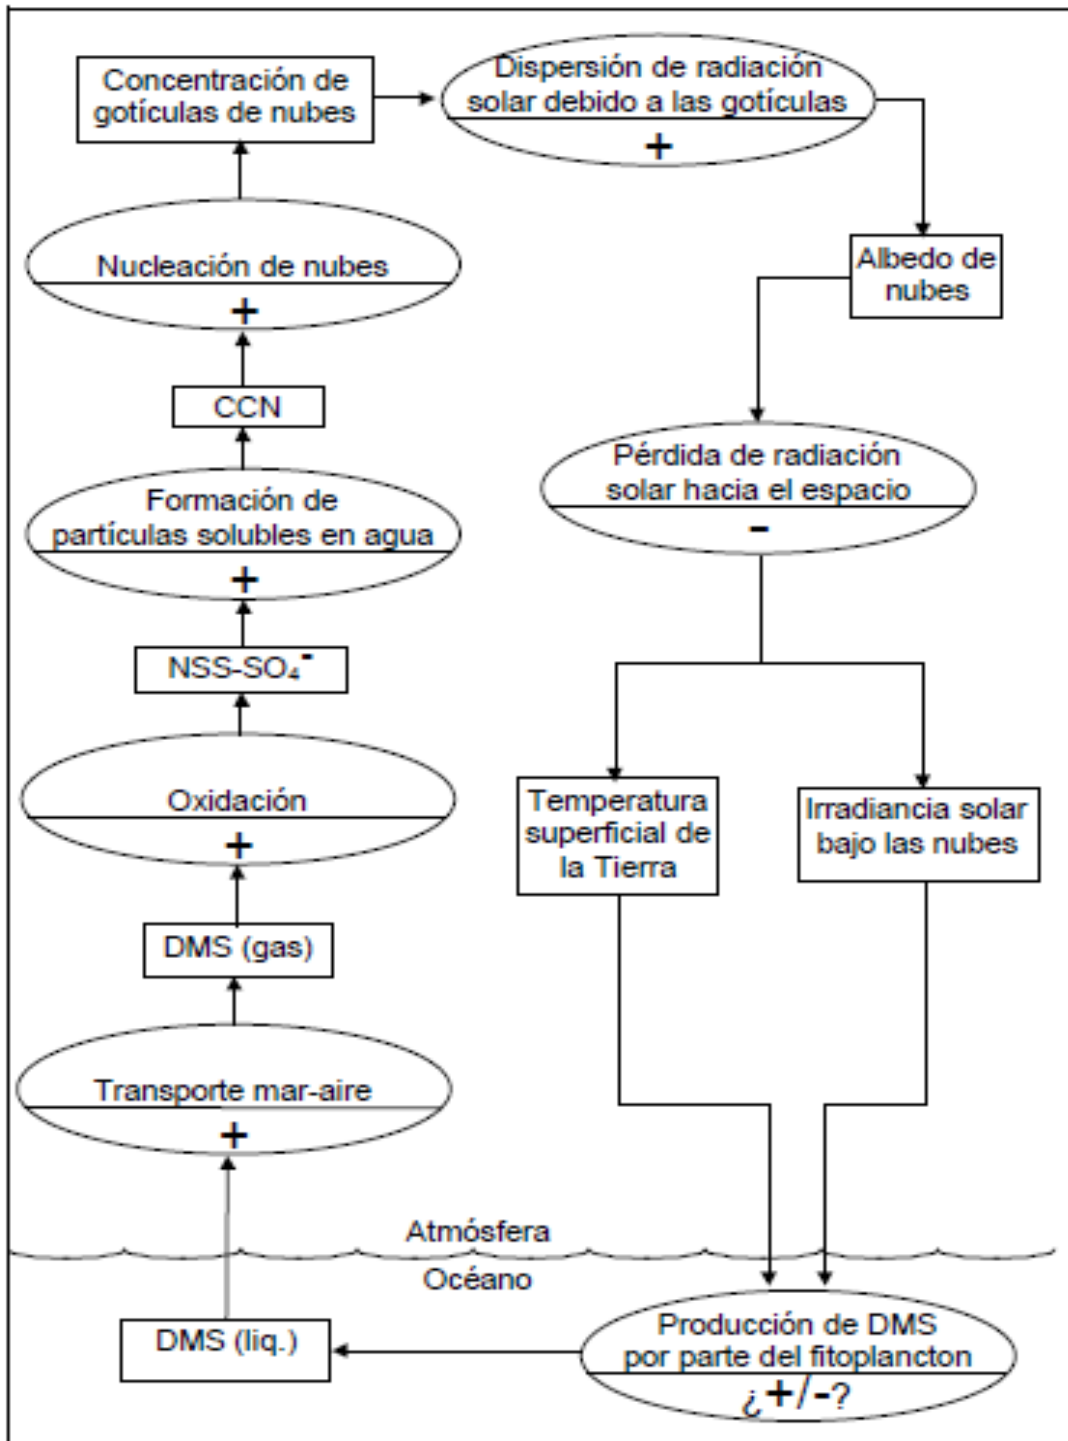 Concentración de
gotículas de nubes
Dispersión de radiación
solar debido a las gotículas
+
Nucleación de nubes
+
Albedo de
nubes
CCN
Pérdida de radiación
solar hacia el espacio
-
Formación de
partículas solubles en agua
+
NSS-SO₄⁻
Oxidación
+
Temperatura
superficial de
la Tierra
Irradiancia solar
bajo las nubes
DMS (gas)
Transporte mar-aire
+
Atmósfera
Océano
DMS (liq.)
Producción de DMS
por parte del fitoplancton
¿+/-?